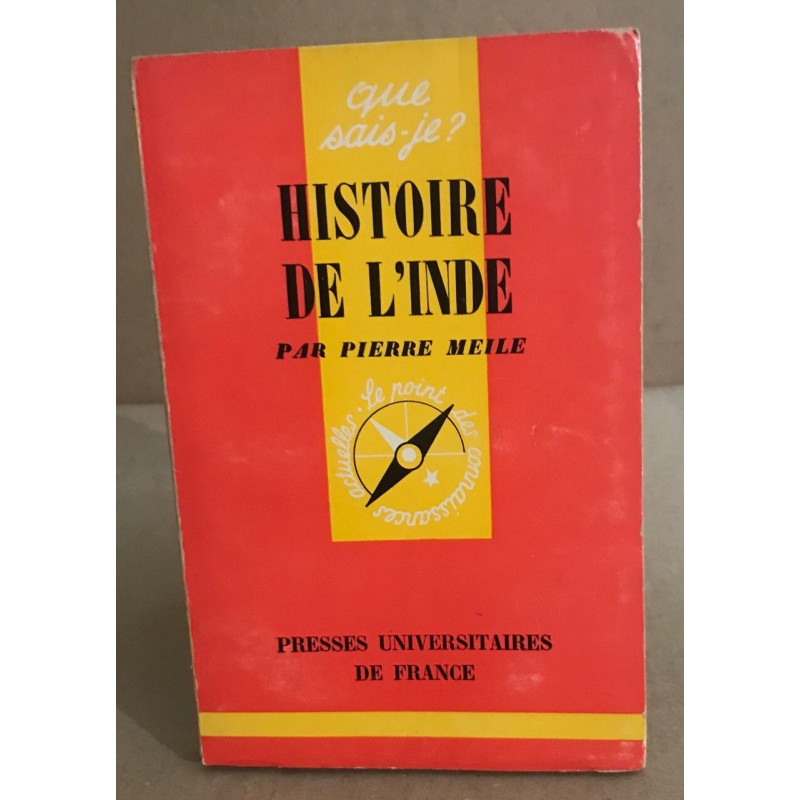 que
sais-je?
HISTOIRE
DE L'INDE
PAR PIERRE MEILE
Le point des connaissances actuelles.
PRESSES UNIVERSITAIRES
DE FRANCE